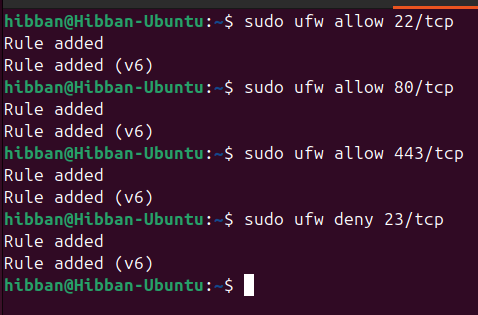 hibban@Hibban-Ubuntu:~$ sudo ufw allow 22/tcp
Rule added
Rule added (v6)
hibban@Hibban-Ubuntu:~$ sudo ufw allow 80/tcp
Rule added
Rule added (v6)
hibban@Hibban-Ubuntu:~$ sudo ufw allow 443/tcp
Rule added
Rule added (v6)
hibban@Hibban-Ubuntu:~$ sudo ufw deny 23/tcp
Rule added
Rule added (v6)
hibban@Hibban-Ubuntu:~$